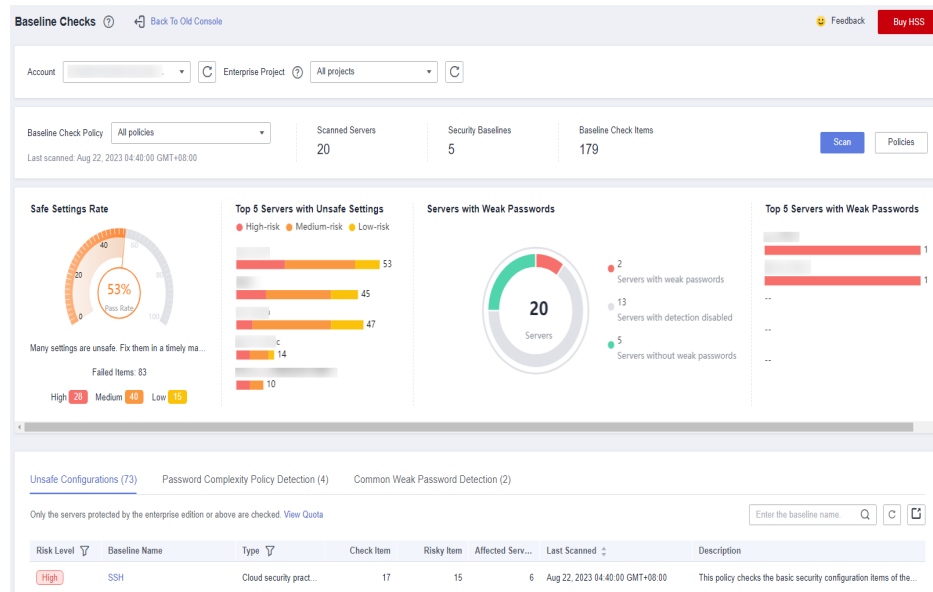 Baseline Checks ? Back To Old Console Feedback Buy HSS
Account Enterprise Project ? All projects
Baseline Check Policy All policies
Last scanned: Aug 22, 2023 04:40:00 GMT+08:00
Scanned Servers
20
Security Baselines
5
Baseline Check Items
179
Scan Policies
Safe Settings Rate
0 20 40 60 80 100
53%
Pass Rate
Many settings are unsafe. Fix them in a timely ma...
Failed Items: 83
High 28 Medium 40 Low 15
Top 5 Servers with Unsafe Settings
High-risk Medium-risk Low-risk
53
45
47
c
14
10
Servers with Weak Passwords
20
Servers
2
Servers with weak passwords
13
Servers with detection disabled
5
Servers without weak passwords
Top 5 Servers with Weak Passwords
1
1
--
--
--
Unsafe Configurations (73) Password Complexity Policy Detection (4) Common Weak Password Detection (2)
Only the servers protected by the enterprise edition or above are checked. View Quota
Enter the baseline name.
Risk Level Baseline Name Type Check Item Risky Item Affected Serv... Last Scanned Description
High SSH Cloud security pract... 17 15 6 Aug 22, 2023 04:40:00 GMT+08:00 This policy checks the basic security configuration items of the...